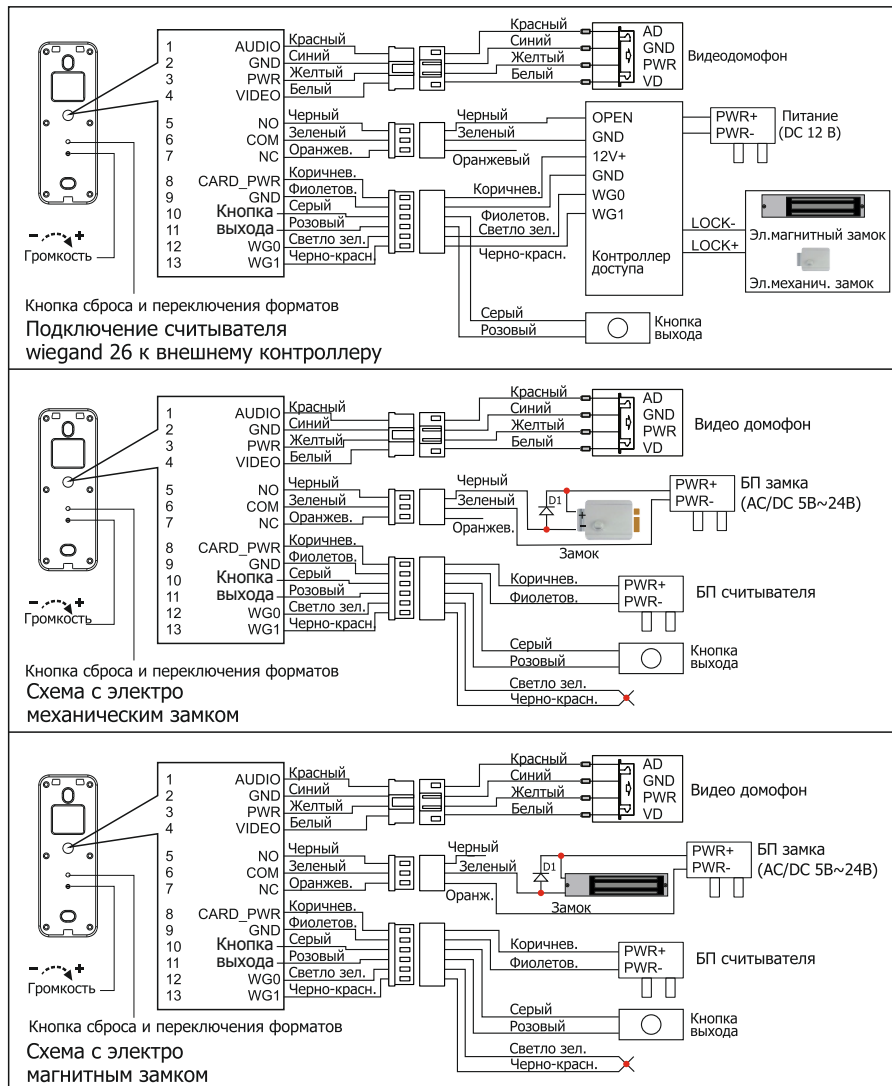 1 AUDIO Красный
2 GND Синий
3 PWR Желтый
4 VIDEO Белый
5 NO Черный
6 COM Зеленый
7 NC Оранжев.
8 CARD_PWR Коричнев.
9 GND Фиолетов.
10 Кнопка Серый
11 выхода Розовый
12 WG0 Светло зел.
13 WG1 Черно-красн.
Красный AD
Синий GND
Желтый PWR
Белый VD
Видеодомофон
Черный OPEN
Зеленый GND
Оранжевый
12V+
GND
WG0
WG1
Коричнев.
Фиолетов.
Светло зел.
Черно-красн.
Контроллер
доступа
PWR+
PWR-
Питание
(DC 12 В)
LOCK-
LOCK+
Эл.магнитный замок
Эл.механич. замок
Серый
Розовый
Кнопка
выхода
- +
Громкость
Кнопка сброса и переключения форматов
Подключение считывателя
wiegand 26 к внешнему контроллеру
1 AUDIO Красный
2 GND Синий
3 PWR Желтый
4 VIDEO Белый
5 NO Черный
6 COM Зеленый
7 NC Оранжев.
8 CARD_PWR Коричнев.
9 GND Фиолетов.
10 Кнопка Серый
11 выхода Розовый
12 WG0 Светло зел.
13 WG1 Черно-красн.
Красный AD
Синий GND
Желтый PWR
Белый VD
Видео домофон
Черный
Зеленый
Оранжев.
D1
+
-
Замок
PWR+
PWR-
БП замка
(AC/DC 5В~24В)
Коричнев. PWR+
Фиолетов. PWR-
БП считывателя
Серый
Розовый
Кнопка
выхода
Светло зел.
Черно-красн.
- +
Громкость
Кнопка сброса и переключения форматов
Схема с электро
механическим замком
1 AUDIO Красный
2 GND Синий
3 PWR Желтый
4 VIDEO Белый
5 NO Черный
6 COM Зеленый
7 NC Оранжев.
8 CARD_PWR Коричнев.
9 GND Фиолетов.
10 Кнопка Серый
11 выхода Розовый
12 WG0 Светло зел.
13 WG1 Черно-красн.
Красный AD
Синий GND
Желтый PWR
Белый VD
Видео домофон
Черный
Зеленый
Оранж.
D1
Замок
PWR+
PWR-
БП замка
(AC/DC 5В~24В)
Коричнев. PWR+
Фиолетов. PWR-
БП считывателя
Серый
Розовый
Кнопка
выхода
Светло зел.
Черно-красн.
- +
Громкость
Кнопка сброса и переключения форматов
Схема с электро
магнитным замком